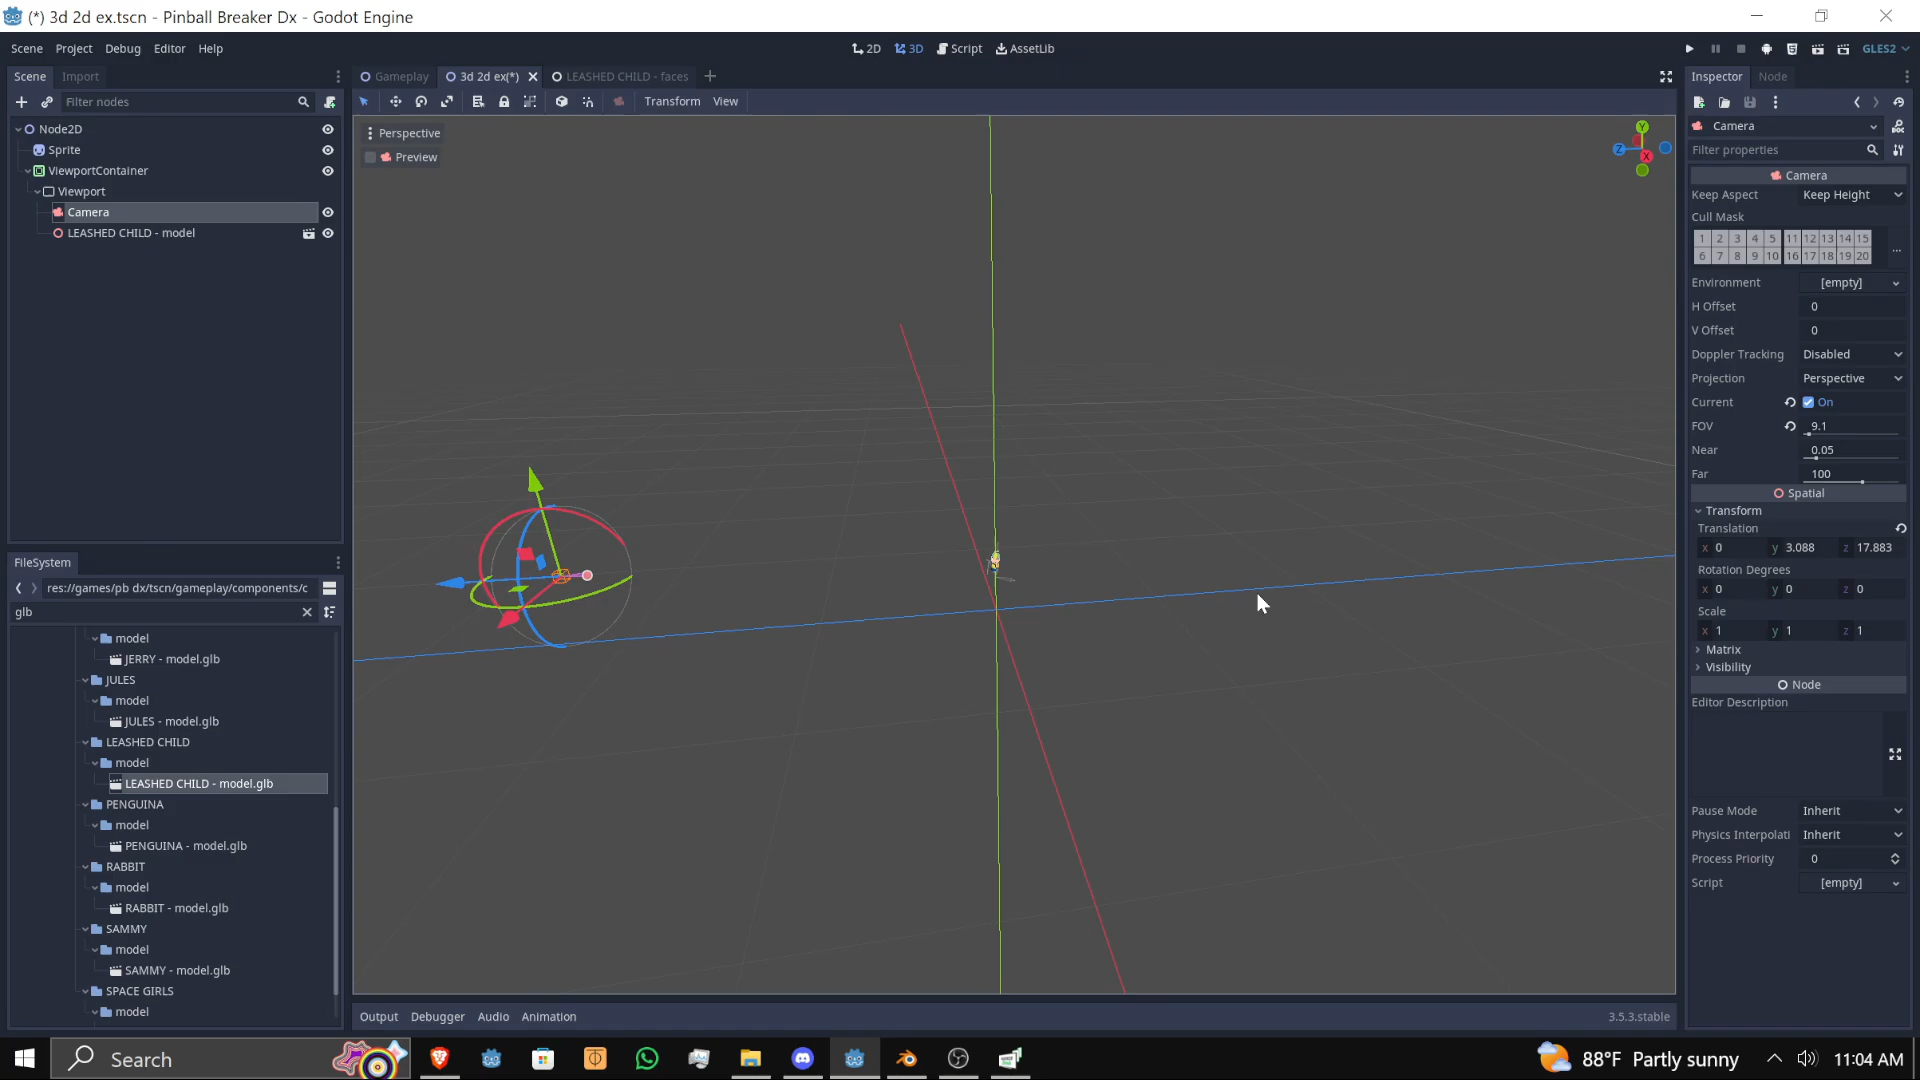 (*) 3d 2d ex.tscn - Pinball Breaker Dx - Godot Engine
Scene Project Debug Editor Help
2D 3D Script AssetLib
GLES2
Scene Import
Gameplay 3d 2d ex(*) LEASHED CHILD - faces
Inspector Node
Filter nodes
Transform View
Node2D
Sprite
ViewportContainer
Viewport
Camera
LEASHED CHILD - model
Perspective
Preview
Y
Z
X
Camera
Filter properties
Camera
Keep Aspect Keep Height
Cull Mask
1 2 3 4 5 11 12 13 14 15
6 7 8 9 10 16 17 18 19 20
...
Environment [empty]
H Offset 0
V Offset 0
Doppler Tracking Disabled
Projection Perspective
Current On
FOV 9.1
Near 0.05
Far 100
Spatial
Transform
Translation
x 0 y 3.088 z 17.883
Rotation Degrees
x 0 y 0 z 0
Scale
x 1 y 1 z 1
Matrix
Visibility
Node
Editor Description
Pause Mode Inherit
Physics Interpolati Inherit
Process Priority 0
Script [empty]
FileSystem
res://games/pb dx/tscn/gameplay/components/c
glb
model
JERRY - model.glb
JULES
model
JULES - model.glb
LEASHED CHILD
model
LEASHED CHILD - model.glb
PENGUINA
model
PENGUINA - model.glb
RABBIT
model
RABBIT - model.glb
SAMMY
model
SAMMY - model.glb
SPACE GIRLS
model
Output Debugger Audio Animation
3.5.3.stable
Search
88°F Partly sunny
11:04 AM